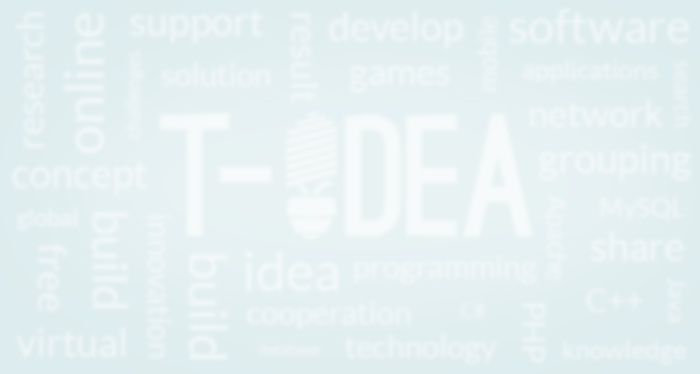 research
online
support
result
develop
mobile
software
solution
games
applications
search
network
concept
T-IDEA
grouping
global
build
innovation
Apache
MySQL
free
build
idea
programming
share
cooperation
C#
PHP
C++
Java
virtual
database
technology
knowledge